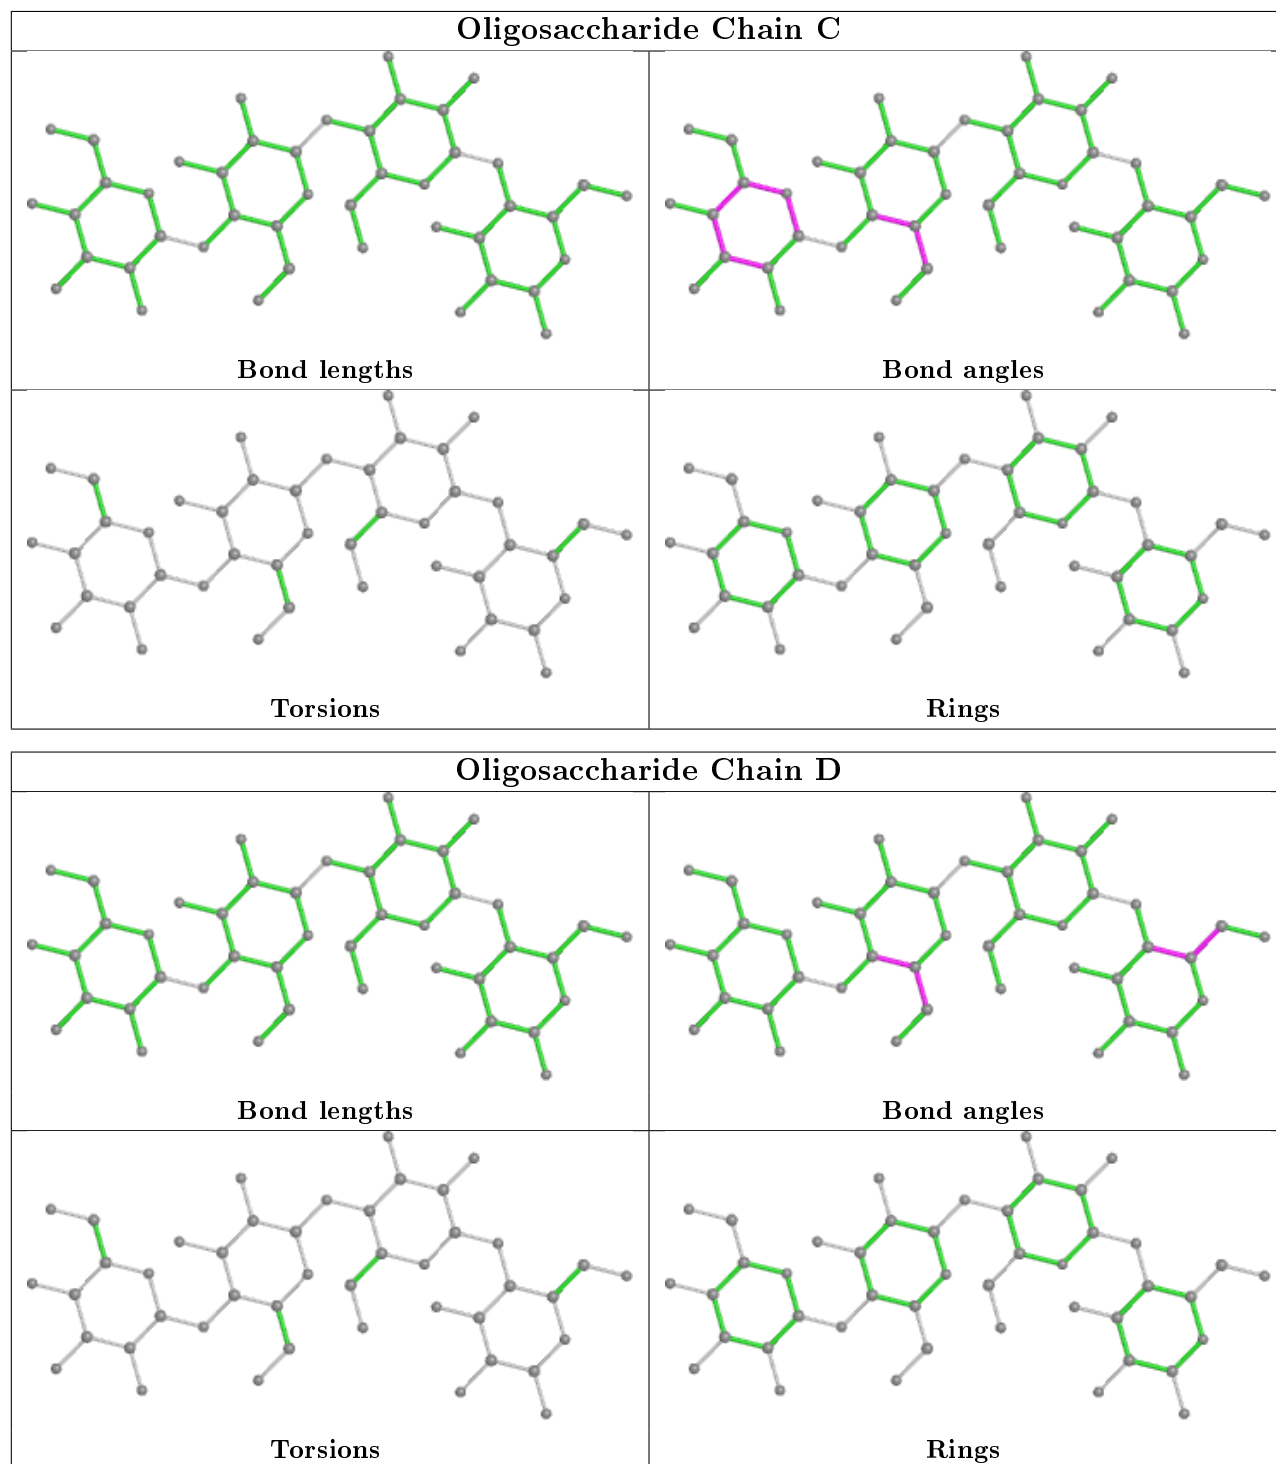 Oligosaccharide Chain C
Bond lengths
Bond angles
Torsions
Rings
Oligosaccharide Chain D
Bond lengths
Bond angles
Torsions
Rings